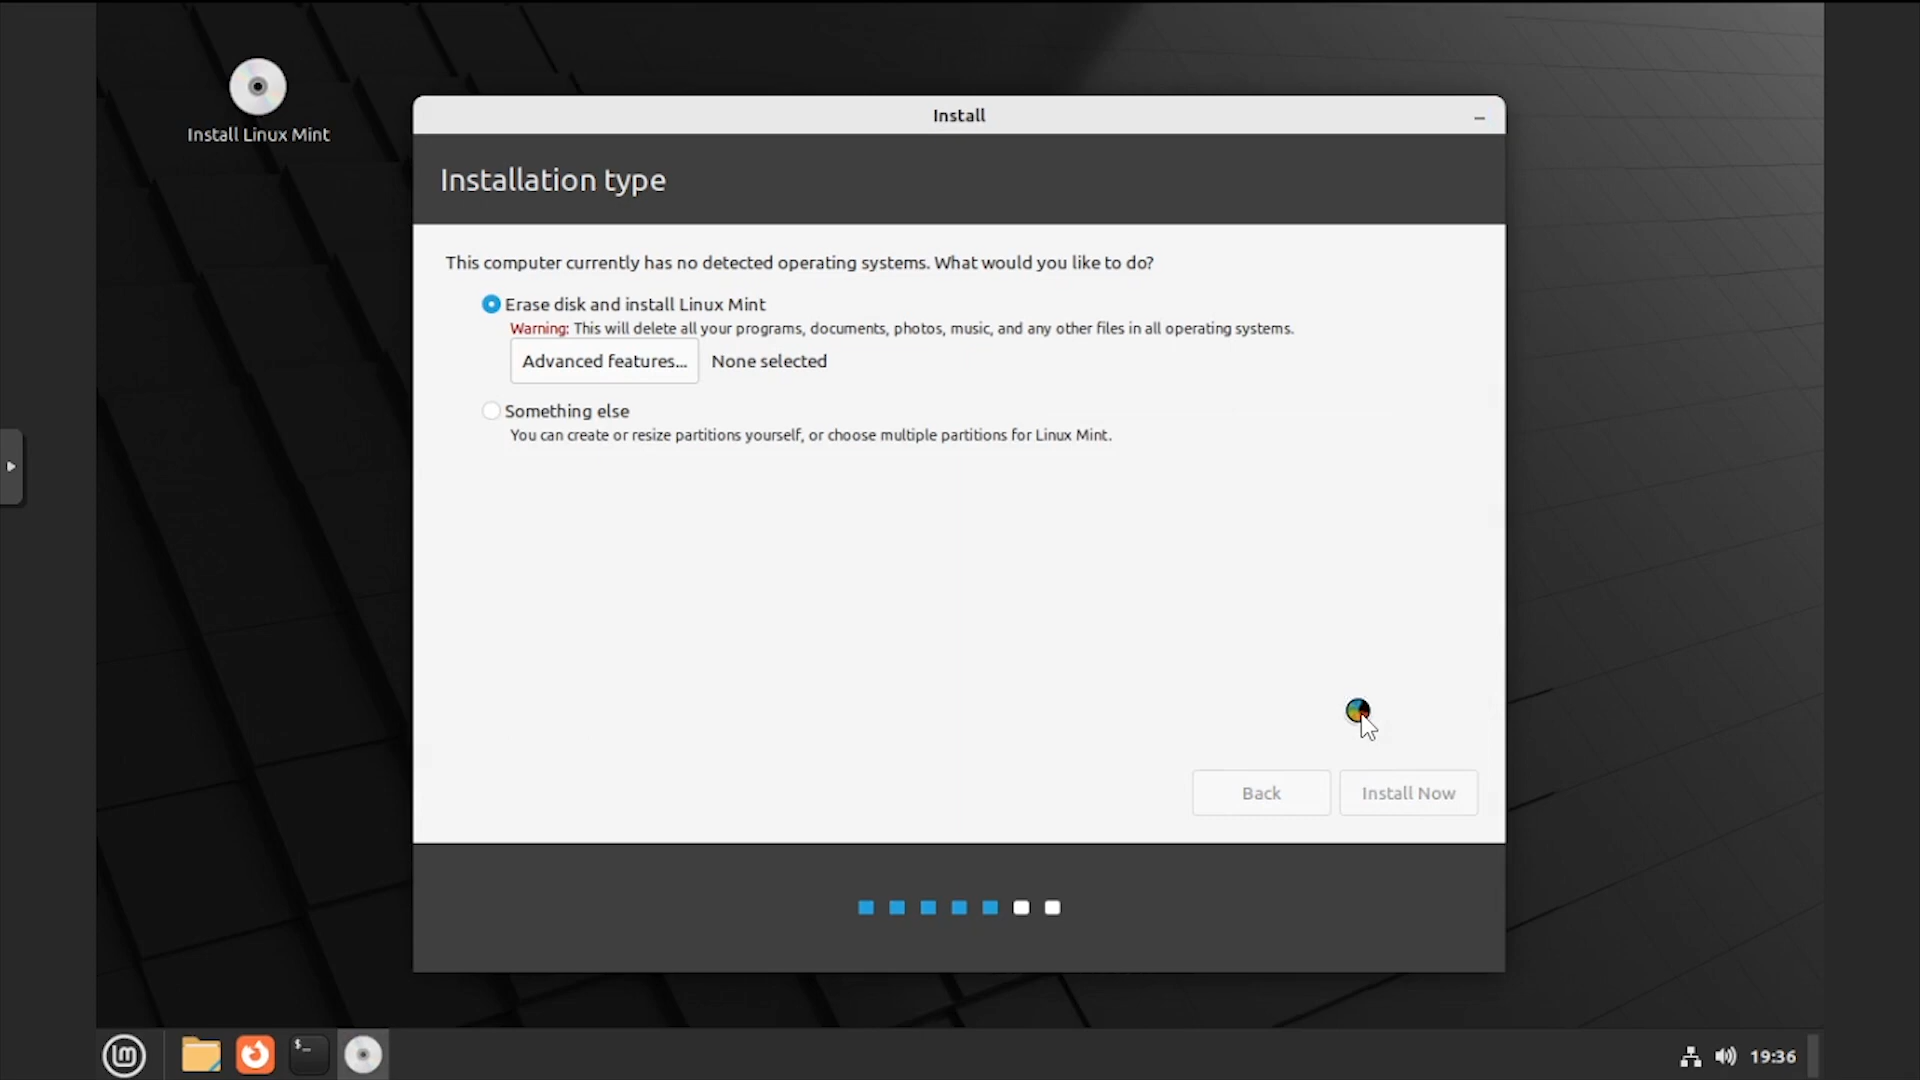 Install Linux Mint
Install
Installation type
This computer currently has no detected operating systems. What would you like to do?
Erase disk and install Linux Mint
Warning: This will delete all your programs, documents, photos, music, and any other files in all operating systems.
Advanced features... None selected
Something else
You can create or resize partitions yourself, or choose multiple partitions for Linux Mint.
Back Install Now
$_
19:36